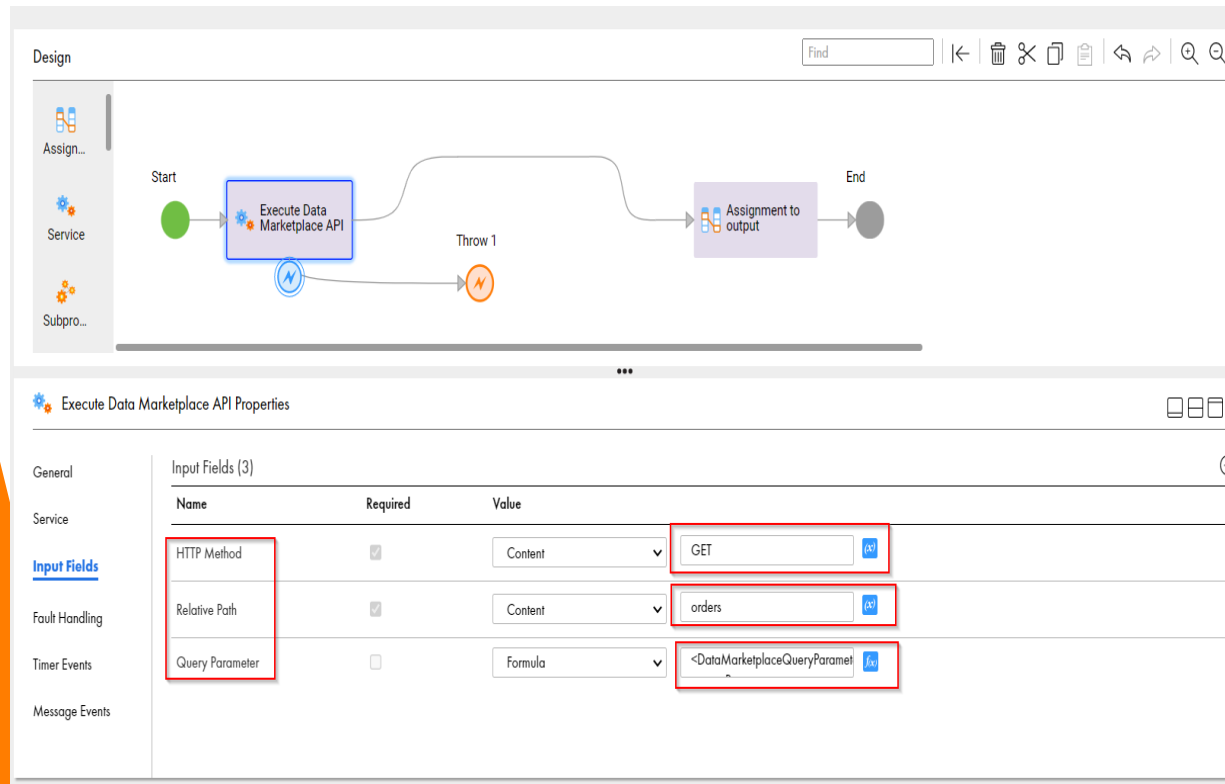 Design
Find
Assign...
Service
Subpro...
Start
Execute Data
Marketplace API
Throw 1
Assignment to
output
End
•••
Execute Data Marketplace API Properties
General
Service
Input Fields
Fault Handling
Timer Events
Message Events
Input Fields (3)
Name Required Value
HTTP Method Content GET (x)
Relative Path Content orders (x)
Query Parameter Formula <DataMarketplaceQueryParamet f(x)